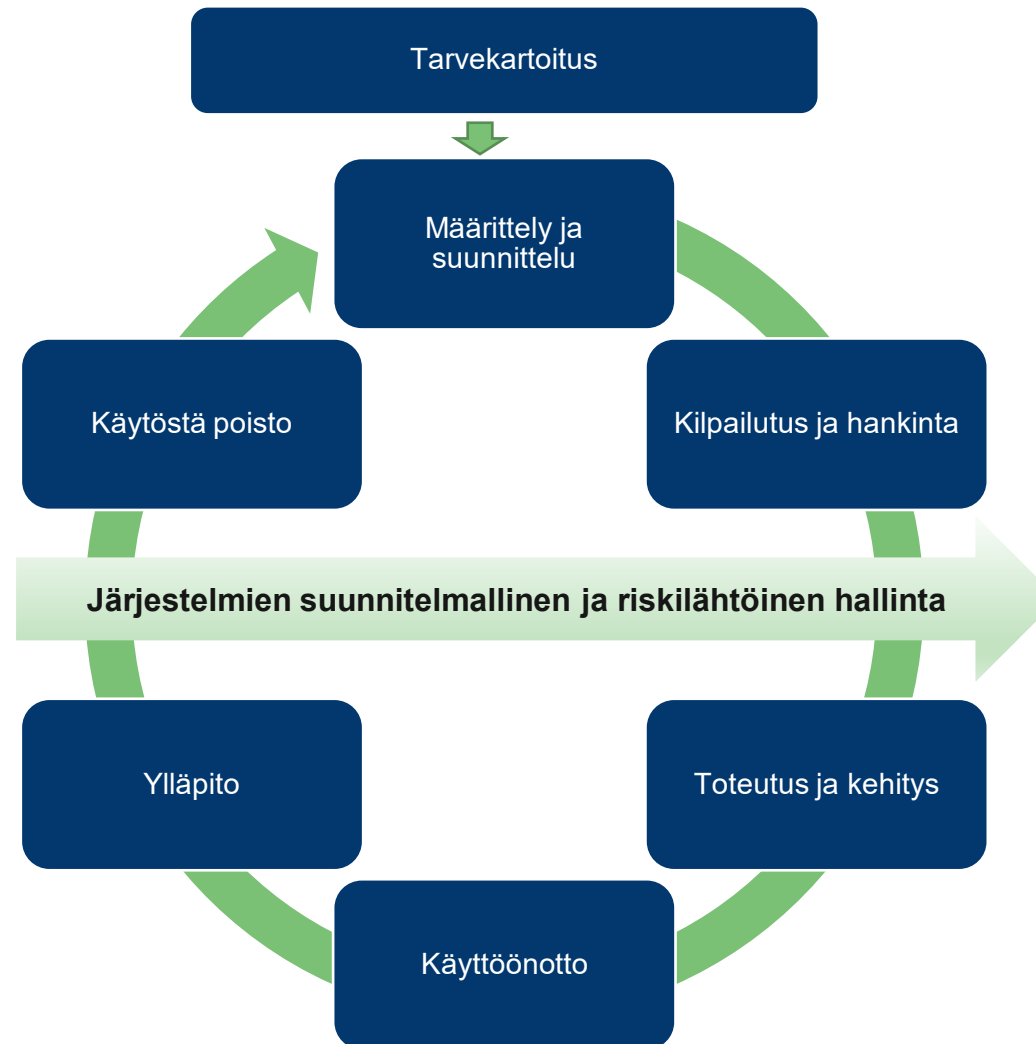 Tarvekartoitus
Määrittely ja
suunnittelu
Käytöstä poisto
Kilpailutus ja hankinta
Järjestelmien suunnitelmallinen ja riskilähtöinen hallinta
Ylläpito
Toteutus ja kehitys
Käyttöönotto